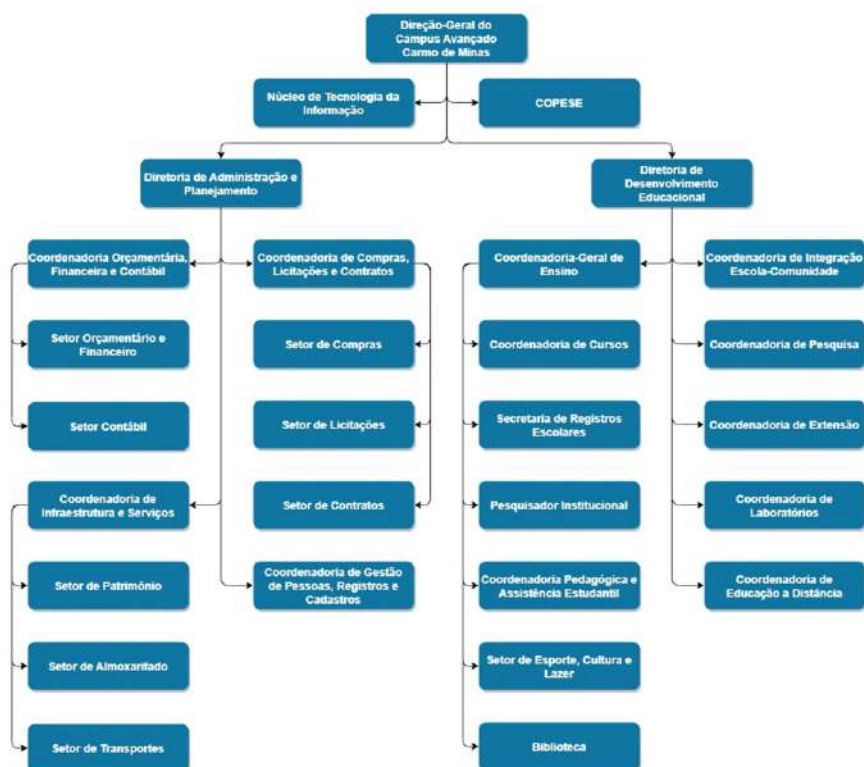 Direção-Geral do
Campus Avançado
Carmo de Minas
Núcleo de Tecnologia da
Informação
COPESE
Diretoria de Administração e
Planejamento
Diretoria de
Desenvolvimento
Educacional
Coordenadoria Orçamentária,
Financeira e Contábil
Coordenadoria de Compras,
Licitações e Contratos
Coordenadoria-Geral de
Ensino
Coordenadoria de Integração
Escola-Comunidade
Setor Orçamentário e
Financeiro
Setor de Compras
Coordenadoria de Cursos
Coordenadoria de Pesquisa
Setor Contábil
Setor de Licitações
Secretaria de Registros
Escolares
Coordenadoria de Extensão
Coordenadoria de
Infraestrutura e Serviços
Setor de Contratos
Pesquisador Institucional
Coordenadoria de
Laboratórios
Setor de Patrimônio
Coordenadoria de Gestão
de Pessoas, Registros e
Cadastros
Coordenadoria Pedagógica e
Assistência Estudantil
Coordenadoria de
Educação a Distância
Setor de Almoxarifado
Setor de Esporte, Cultura e
Lazer
Setor de Transportes
Biblioteca